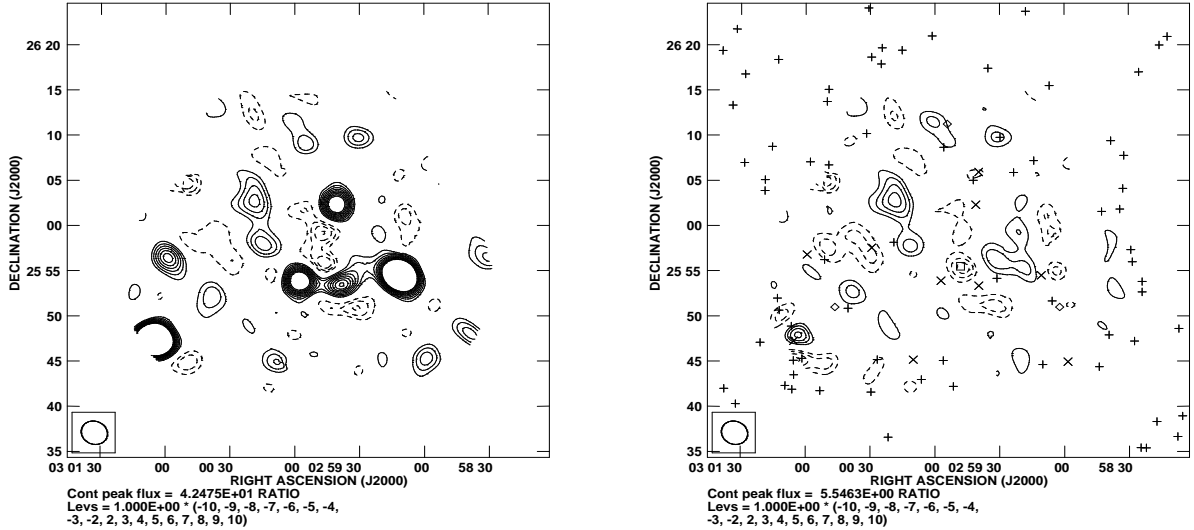 26 20
15
10
05
00
25 55
50
45
40
35
DECLINATION (J2000)
03 01 30 00 00 30 00 02 59 30 00 58 30
RIGHT ASCENSION (J2000)
Cont peak flux = 4.2475E+01 RATIO
Levs = 1.000E+00 * (-10, -9, -8, -7, -6, -5, -4,
-3, -2, 2, 3, 4, 5, 6, 7, 8, 9, 10)
26 20
15
10
05
00
25 55
50
45
40
35
DECLINATION (J2000)
03 01 30 00 00 30 00 02 59 30 00 58 30
RIGHT ASCENSION (J2000)
Cont peak flux = 5.5463E+00 RATIO
Levs = 1.000E+00 * (-10, -9, -8, -7, -6, -5, -4,
-3, -2, 2, 3, 4, 5, 6, 7, 8, 9, 10)